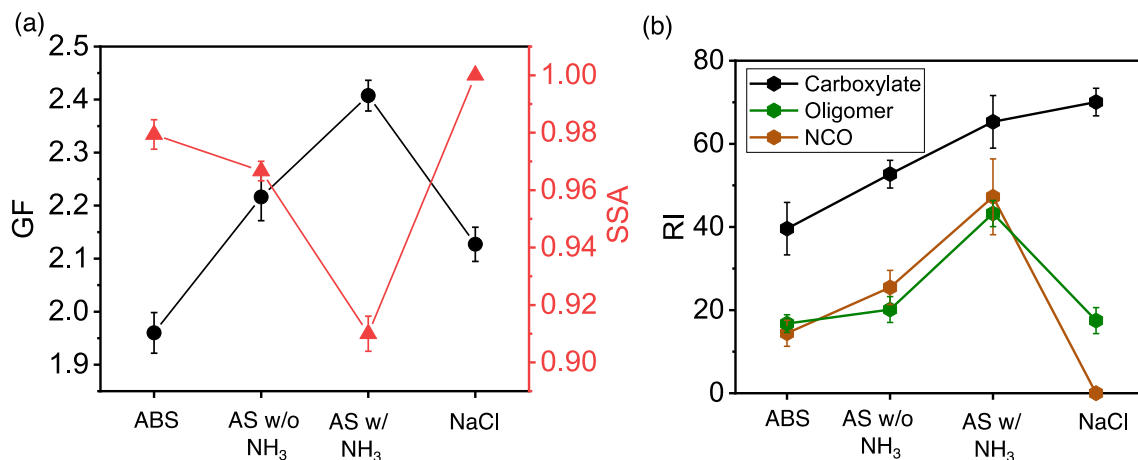 (a)
2.5
2.4
2.3
2.2
2.1
2.0
1.9
GF
1.00
0.98
0.96
0.94
0.92
0.90
SSA
ABS
AS w/o
NH₃
AS w/
NH₃
NaCl
(b)
80
60
40
20
0
RI
Carboxylate
Oligomer
NCO
ABS
AS w/o
NH₃
AS w/
NH₃
NaCl